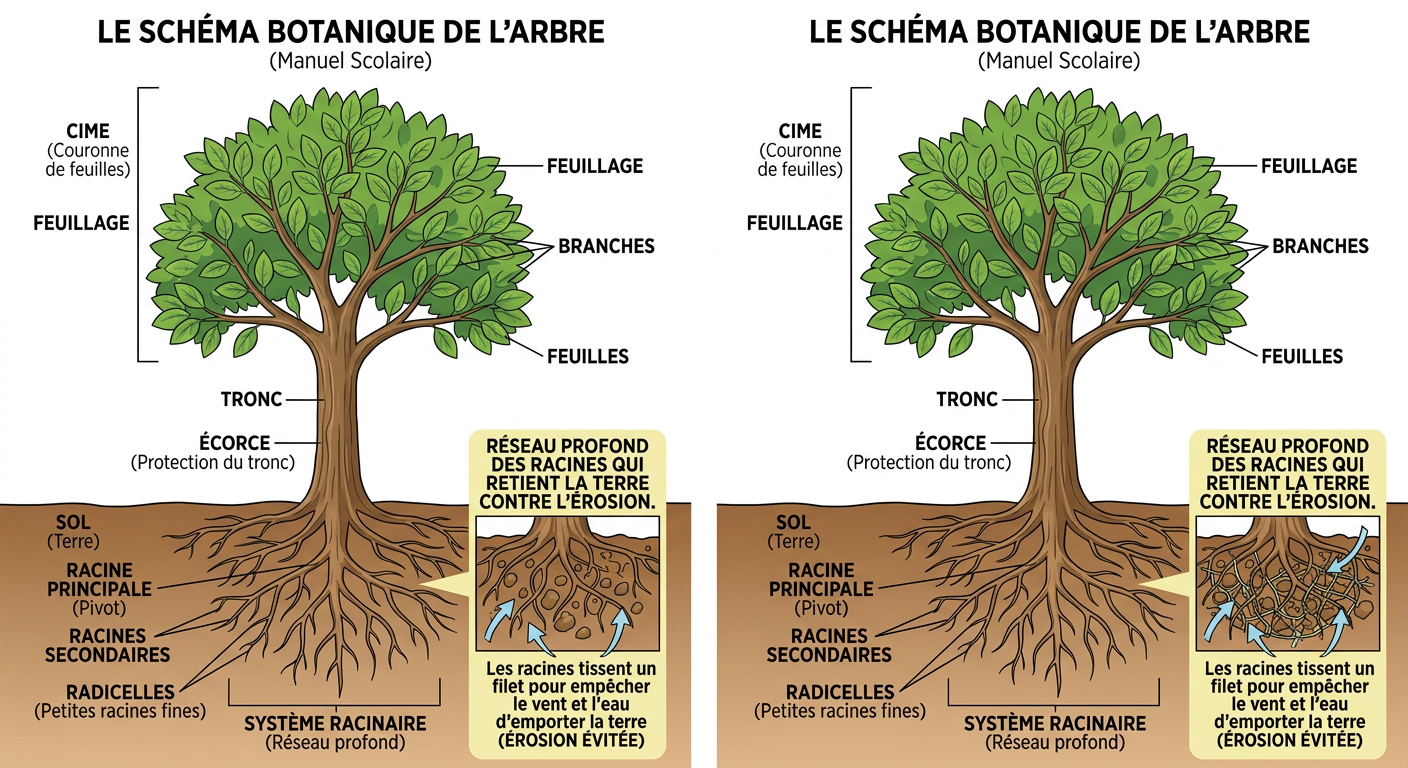 LE SCHÉMA BOTANIQUE DE L'ARBRE
(Manuel Scolaire)
CIME
(Couronne
de feuilles)
FEUILLAGE
FEUILLAGE
BRANCHES
FEUILLES
TRONC
ÉCORCE
(Protection du tronc)
SOL
(Terre)
RACINE
PRINCIPALE
(Pivot)
RACINES
SECONDAIRES
RADICELLES
(Petites racines fines)
SYSTÈME RACINAIRE
(Réseau profond)
RÉSEAU PROFOND
DES RACINES QUI
RETIENT LA TERRE
CONTRE L'ÉROSION.
Les racines tissent un
filet pour empêcher
le vent et l'eau
d'emporter la terre
(ÉROSION ÉVITÉE)
LE SCHÉMA BOTANIQUE DE L'ARBRE
(Manuel Scolaire)
CIME
(Couronne
de feuilles)
FEUILLAGE
FEUILLAGE
BRANCHES
FEUILLES
TRONC
ÉCORCE
(Protection du tronc)
SOL
(Terre)
RACINE
PRINCIPALE
(Pivot)
RACINES
SECONDAIRES
RADICELLES
(Petites racines fines)
SYSTÈME RACINAIRE
(Réseau profond)
RÉSEAU PROFOND
DES RACINES QUI
RETIENT LA TERRE
CONTRE L'ÉROSION.
Les racines tissent un
filet pour empêcher
le vent et l'eau
d'emporter la terre
(ÉROSION ÉVITÉE)